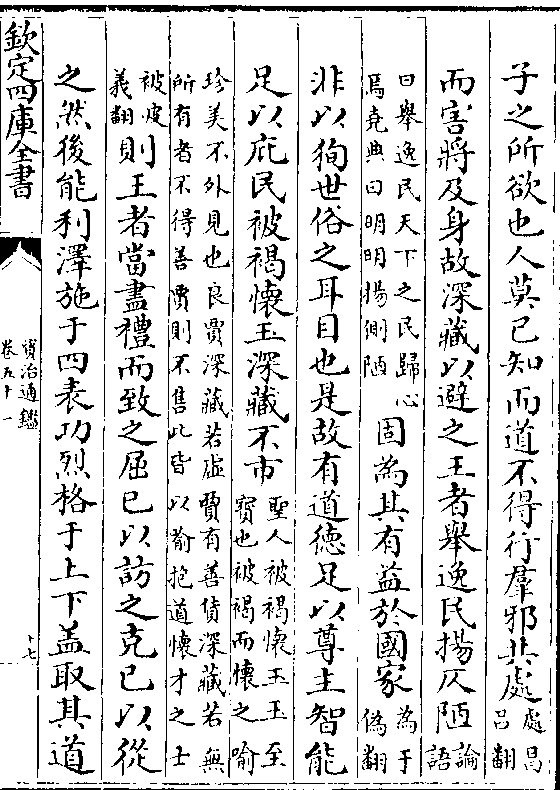 子之所欲也人莫已知而道不得行羣邪共處處昌呂翻
而害將及身故深藏以避之王者舉逸民揚仄陋論語
曰舉逸民天下之民歸心焉堯典曰明明揚側陋固為其有益於國家為于偽翻
非以狥世俗之耳目也是故有道德足以尊主智能
足以庇民被褐懷玉深藏不市聖人被褐懷玉玉至寶也被褐而懷之喻
珍美不外見也良賈深藏若虛賈有善貨深藏若無所有者不得善賈則不售此皆以喻抱道懷才之士
被皮義翻則王者當盡禮而致之屈已以訪之克已以從
之然後能利澤施于四表功烈格于上下盖取其道
欽定四庫全書
資治通鑑
卷五十一
十七